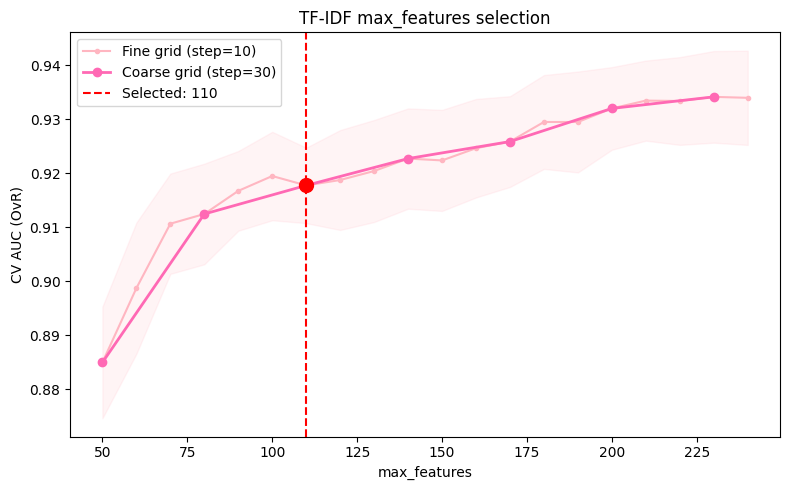 TF-IDF max_features selection
Fine grid (step=10)
Coarse grid (step=30)
Selected: 110
CV AUC (OvR)
0.94
0.93
0.92
0.91
0.90
0.89
0.88
50
75
100
125
150
175
200
225
max_features